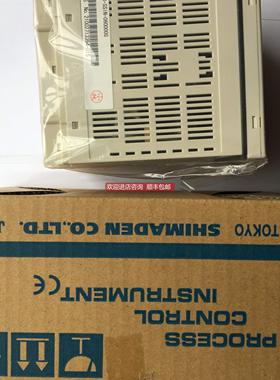 欢迎进店咨询 顺丰包邮
TOKYO SHIMADEN CO.,LTD. J
PROCESS
CONTROL
INSTRUMENT CE